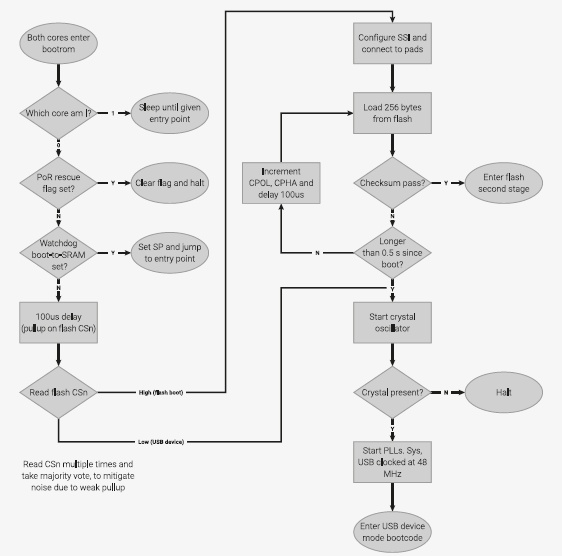 Both cores enter
bootrom
Which core am I?
1
Sleep until given
entry point
0
PoR rescue
flag set?
Y
Clear flag and halt
N
Watchdog
boot-to-SRAM
set?
Y
Set SP and jump
to entry point
N
100us delay
(pullup on flash CSn)
Read flash CSn
High (flash boot)
Low (USB device)
Read CSn multiple times and
take majority vote, to mitigate
noise due to weak pullup
Configure SSI and
connect to pads
Load 256 bytes
from flash
Increment
CPOL, CPHA and
delay 100us
Checksum pass?
Y
Enter flash
second stage
N
Longer
than 0.5 s since
boot?
N
Y
Start crystal
oscillator
Crystal present?
N
Halt
Y
Start PLLs. Sys,
USB clocked at 48
MHz
Enter USB device
mode bootcode